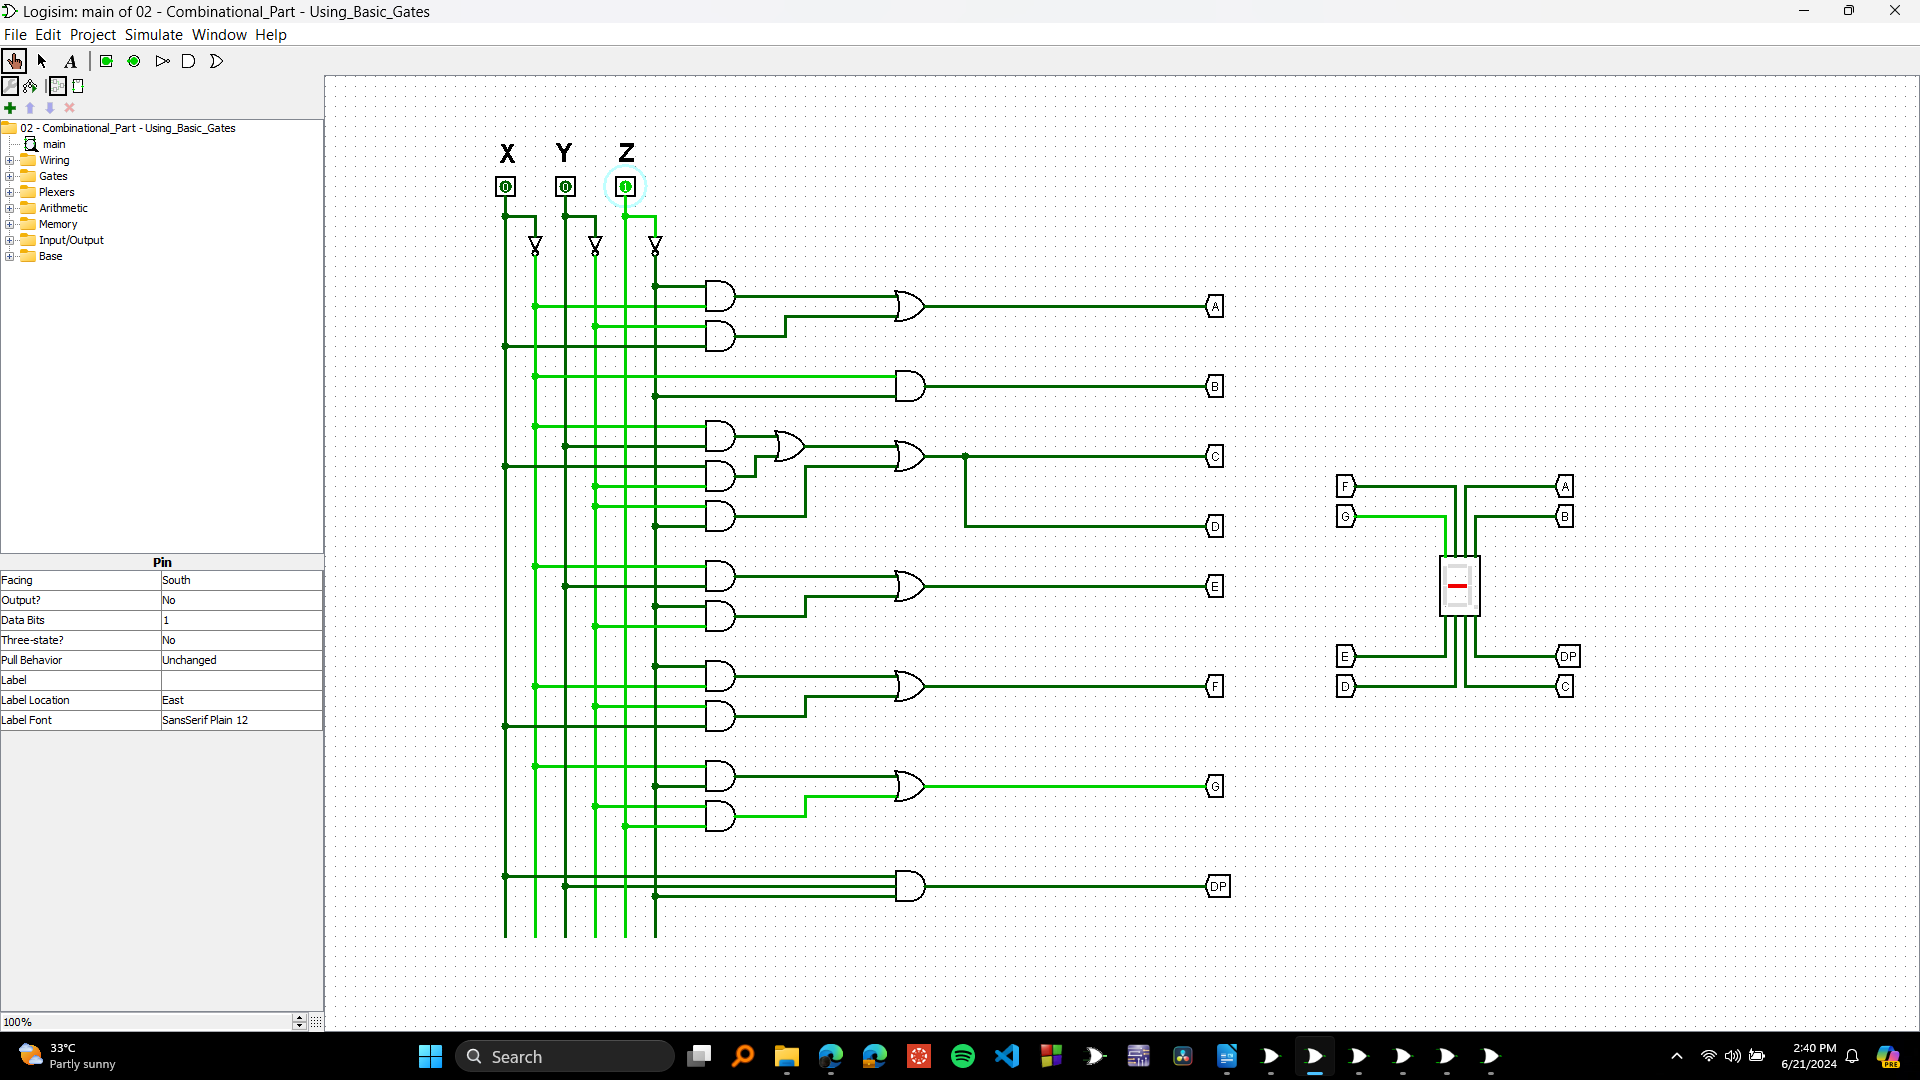 Logisim: main of 02 - Combinational_Part - Using_Basic_Gates
File Edit Project Simulate Window Help
A
02 - Combinational_Part - Using_Basic_Gates
main
Wiring
Gates
Plexers
Arithmetic
Memory
Input/Output
Base
Pin
Facing South
Output? No
Data Bits 1
Three-state? No
Pull Behavior Unchanged
Label
Label Location East
Label Font SansSerif Plain 12
100%
X Y Z
0 0 1
A
B
C
D
E
F
G
DP
F A
G B
E DP
D C
33°C
Partly sunny
Search
2:40 PM
6/21/2024
PRE